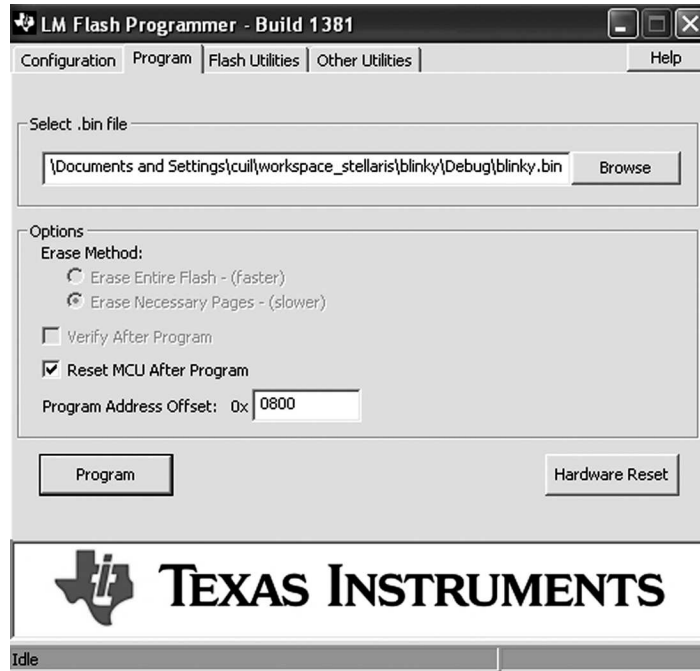 LM Flash Programmer - Build 1381
Configuration Program Flash Utilities Other Utilities Help
Select .bin file
\Documents and Settings\cuil\workspace_stellaris\blinky\Debug\blinky.bin Browse
Options
Erase Method:
Erase Entire Flash - (faster)
Erase Necessary Pages - (slower)
Verify After Program
Reset MCU After Program
Program Address Offset: 0x 0800
Program Hardware Reset
TEXAS INSTRUMENTS
Idle